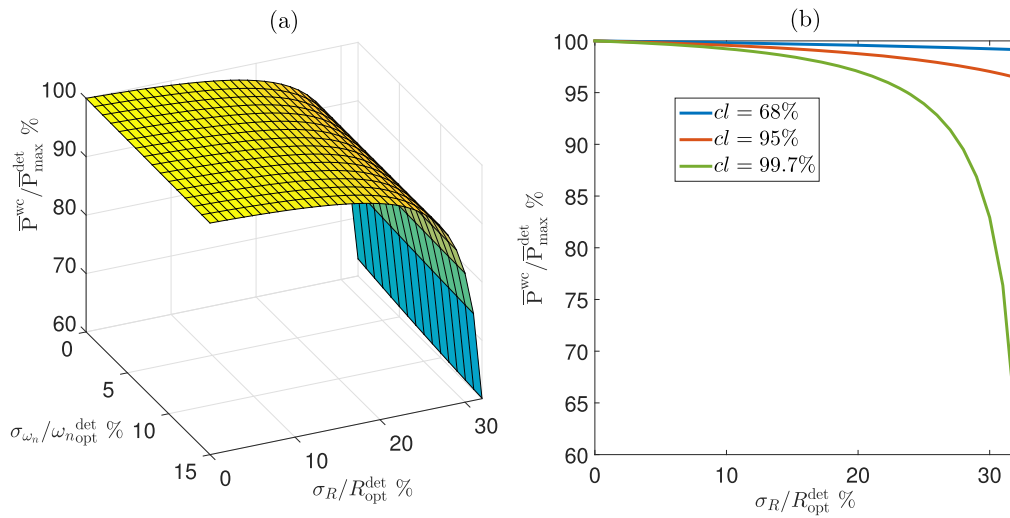 (a)
100
90
80
70
60
P̅^wc/P̅^det_max %
0
5
10
15
σ_ωn/ω_n^det_opt %
0
10
20
30
σ_R/R^det_opt %
(b)
100
95
90
85
80
75
70
65
60
P̅^wc/P̅^det_max %
cl = 68%
cl = 95%
cl = 99.7%
0
10
20
30
σ_R/R^det_opt %